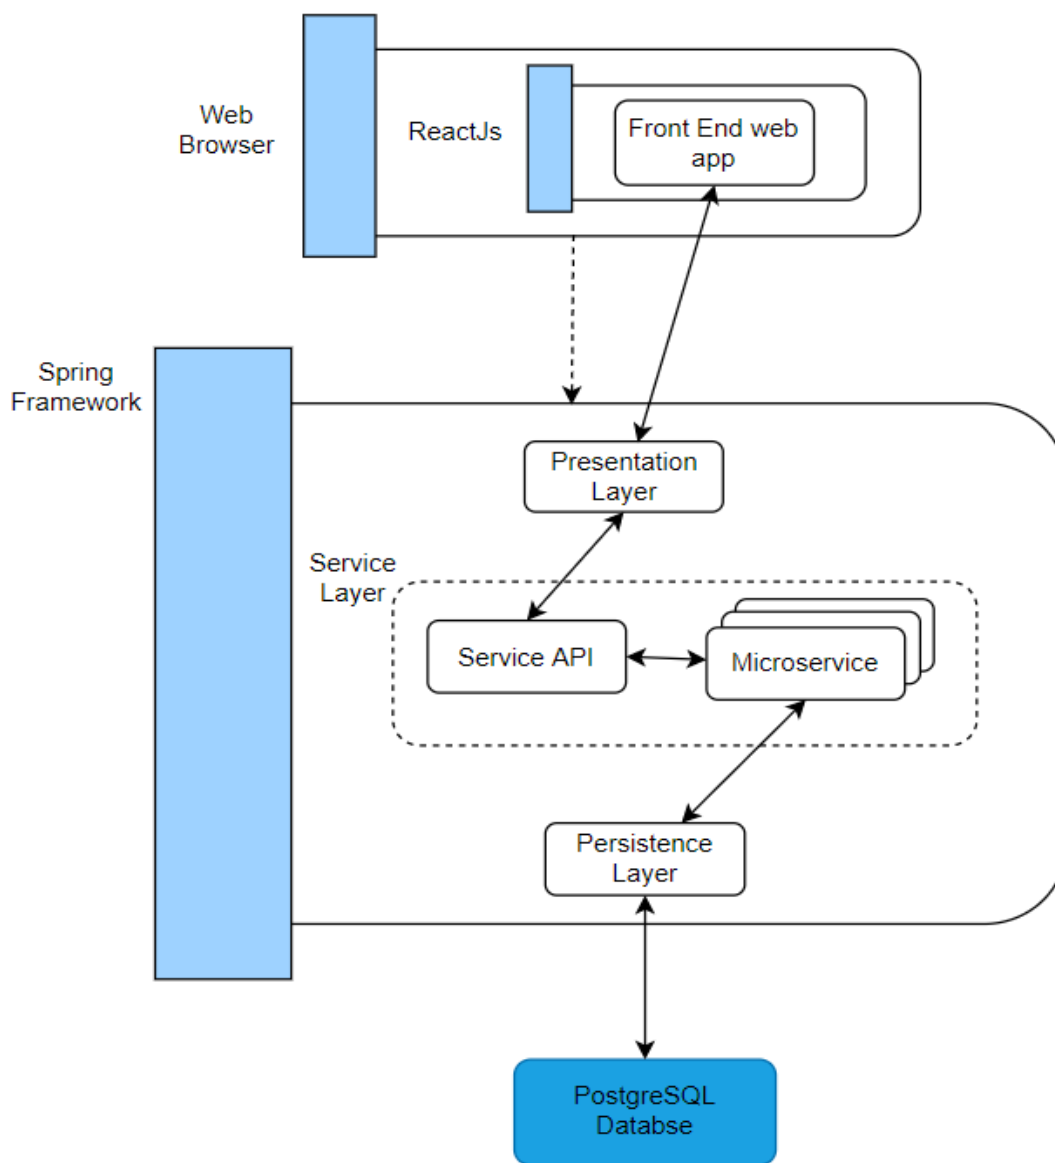 Web
Browser
ReactJs
Front End web
app
Spring
Framework
Presentation
Layer
Service
Layer
Service API
Microservice
Persistence
Layer
PostgreSQL
Databse